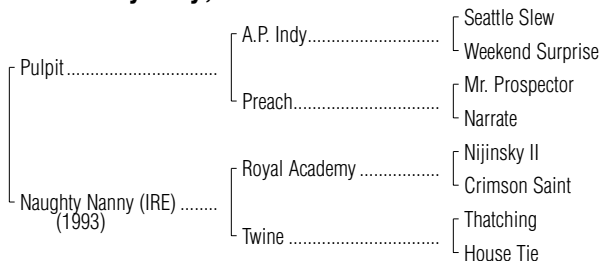 Seattle Slew
A.P. Indy
Weekend Surprise
Pulpit
Mr. Prospector
Preach
Narrate
Nijinsky II
Royal Academy
Crimson Saint
Naughty Nanny (IRE)
(1993)
Thatching
Twine
House Tie